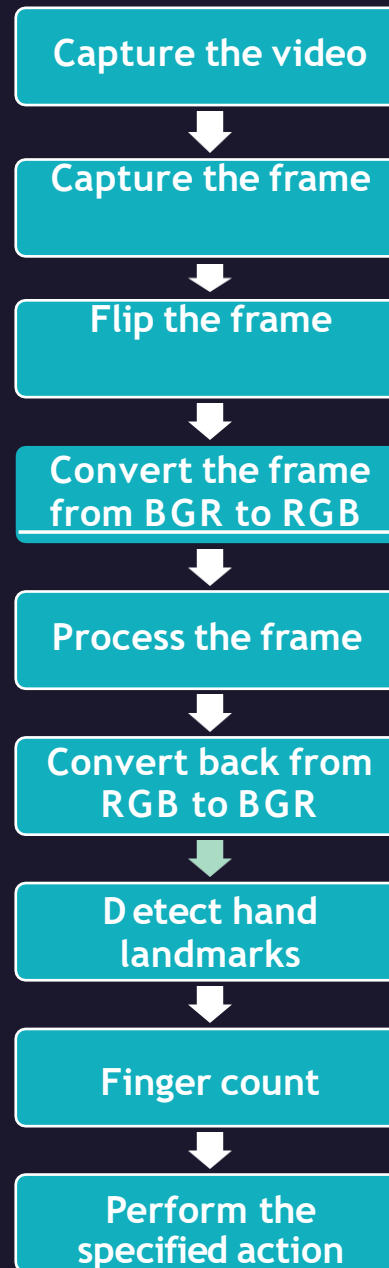 Capture the video
Capture the frame
Flip the frame
Convert the frame
from BGR to RGB
Process the frame
Convert back from
RGB to BGR
Detect hand
landmarks
Finger count
Perform the
specified action